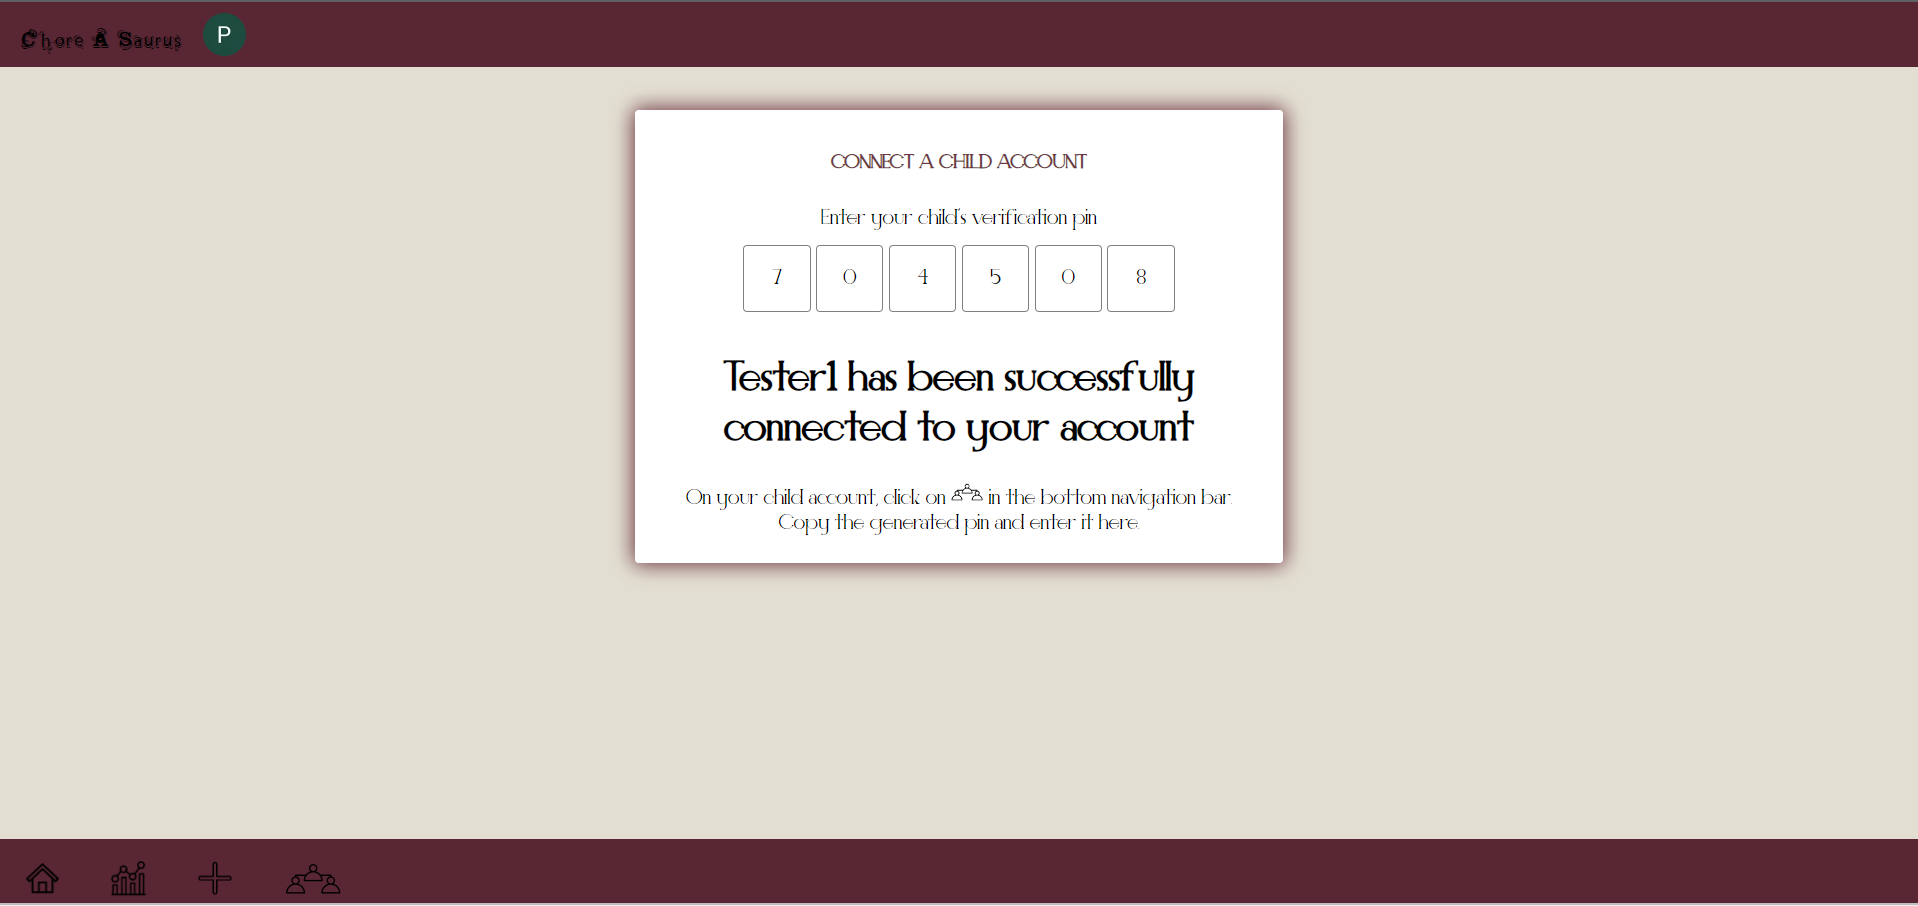 Chore A Saurus
P
CONNECT A CHILD ACCOUNT
Enter your child's verification pin
7 0 4 5 0 8
Tester1 has been successfully
connected to your account
On your child account, click on in the bottom navigation bar.
Copy the generated pin and enter it here.